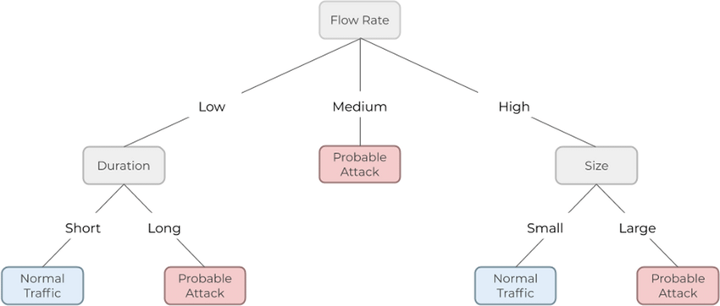 Flow Rate
Low
Medium
High
Duration
Probable
Attack
Size
Short
Long
Small
Large
Normal
Traffic
Probable
Attack
Normal
Traffic
Probable
Attack